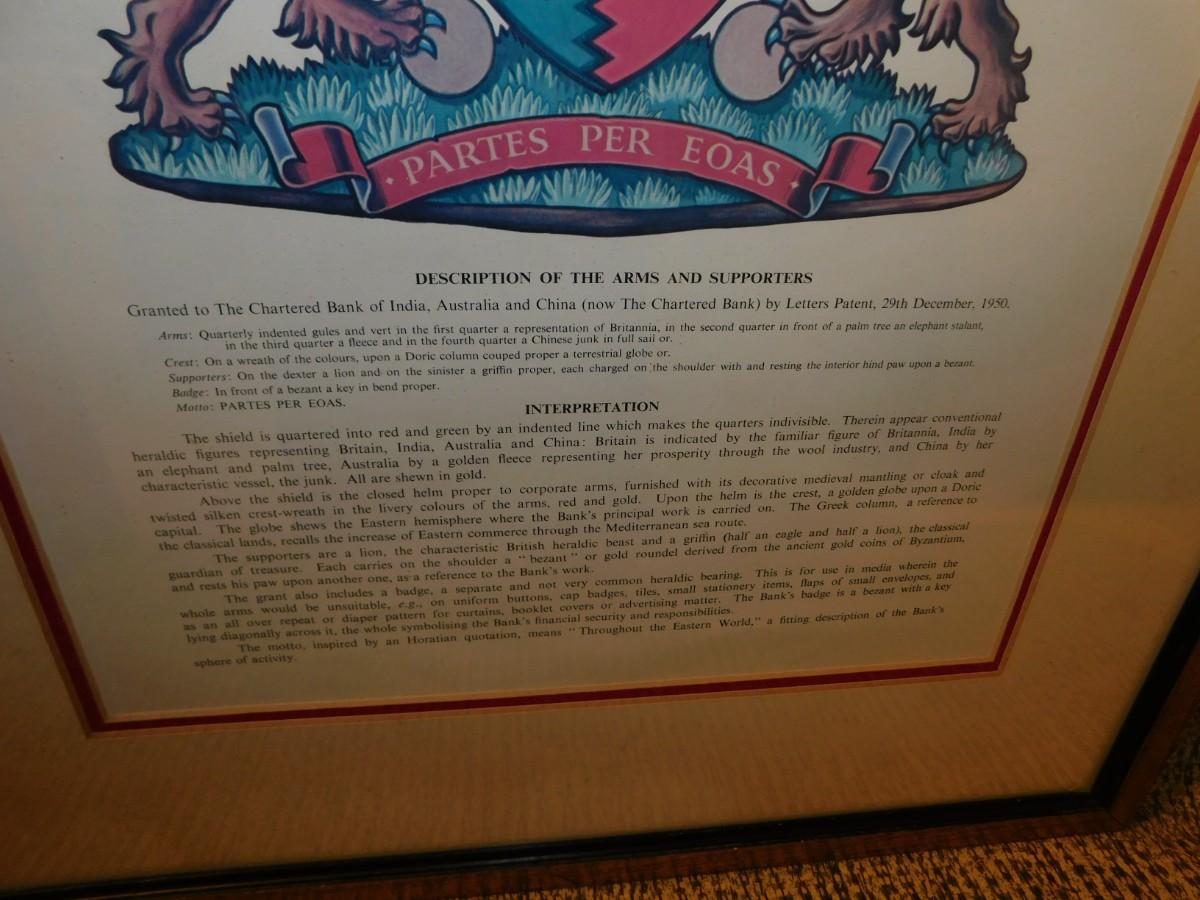 PARTES PER EOAS
DESCRIPTION OF THE ARMS AND SUPPORTERS
Granted to The Chartered Bank of India, Australia and China (now The Chartered Bank) by Letters Patent, 29th December, 1950.
Arms: Quarterly indented gules and vert in the first quarter a representation of Britannia, in the second quarter in front of a palm tree an elephant statant,
in the third quarter a fleece and in the fourth quarter a Chinese junk in full sail or.
Crest: On a wreath of the colours, upon a Doric column couped proper a terrestrial globe or.
Supporters: On the dexter a lion and on the sinister a griffin proper, each charged on the shoulder with and resting the interior hind paw upon a bezant.
Badge: In front of a bezant a key in bend proper.
Motto: PARTES PER EOAS.
INTERPRETATION
The shield is quartered into red and green by an indented line which makes the quarters indivisible. Therein appear conventional
heraldic figures representing Britain, India, Australia and China: Britain is indicated by the familiar figure of Britannia, India by
an elephant and palm tree, Australia by a golden fleece representing her prosperity through the wool industry, and China by her
characteristic vessel, the junk. All are shewn in gold.
Above the shield is the closed helm proper to corporate arms, furnished with its decorative medieval mantling or cloak and
twisted silken crest-wreath in the livery colours of the arms, red and gold. Upon the helm is the crest, a golden globe upon a Doric
capital. The globe shews the Eastern hemisphere where the Bank's principal work is carried on. The Greek column, a reference to
the classical lands, recalls the increase of Eastern commerce through the Mediterranean sea route.
The supporters are a lion, the characteristic British heraldic beast and a griffin (half an eagle and half a lion), the classical
guardian of treasure. Each carries on the shoulder a "bezant" or gold roundel derived from the ancient gold coins of Byzantium,
and rests his paw upon another one, as a reference to the Bank's work.
The grant also includes a badge, a separate and not very common heraldic bearing. This is for use in media wherein the
whole arms would be unsuitable, e.g., on uniform buttons, cap badges, tiles, small stationery items, flaps of small envelopes, and
as an all over repeat or diaper pattern for curtains, booklet covers or advertising matter. The Bank's badge is a bezant with a key
lying diagonally across it, the whole symbolising the Bank's financial security and responsibilities.
The motto, inspired by an Horatian quotation, means "Throughout the Eastern World," a fitting description of the Bank's
sphere of activity.